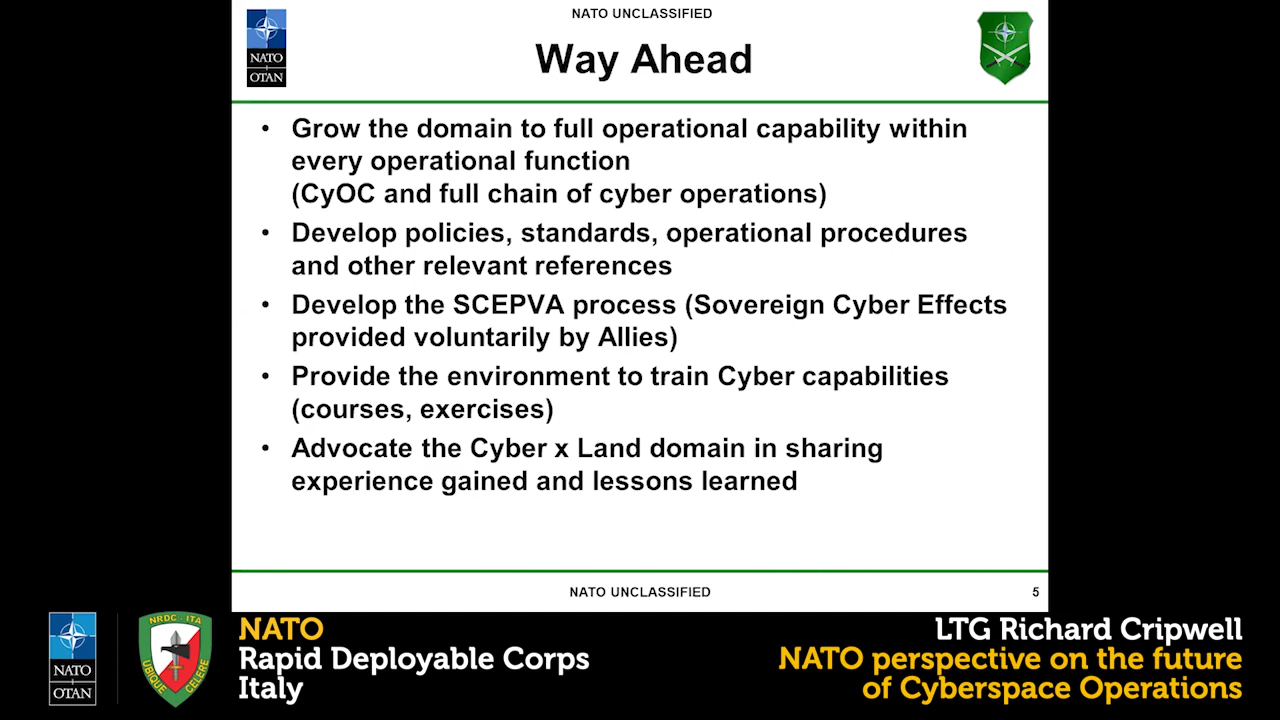 NATO UNCLASSIFIED
NATO
OTAN
Way Ahead
• Grow the domain to full operational capability within
every operational function
(CyOC and full chain of cyber operations)
• Develop policies, standards, operational procedures
and other relevant references
• Develop the SCEPVA process (Sovereign Cyber Effects
provided voluntarily by Allies)
• Provide the environment to train Cyber capabilities
(courses, exercises)
• Advocate the Cyber x Land domain in sharing
experience gained and lessons learned
NATO UNCLASSIFIED
5
NATO
OTAN
NRDC - ITA
UBIQUE CELERE
NATO
Rapid Deployable Corps
Italy
LTG Richard Cripwell
NATO perspective on the future
of Cyberspace Operations